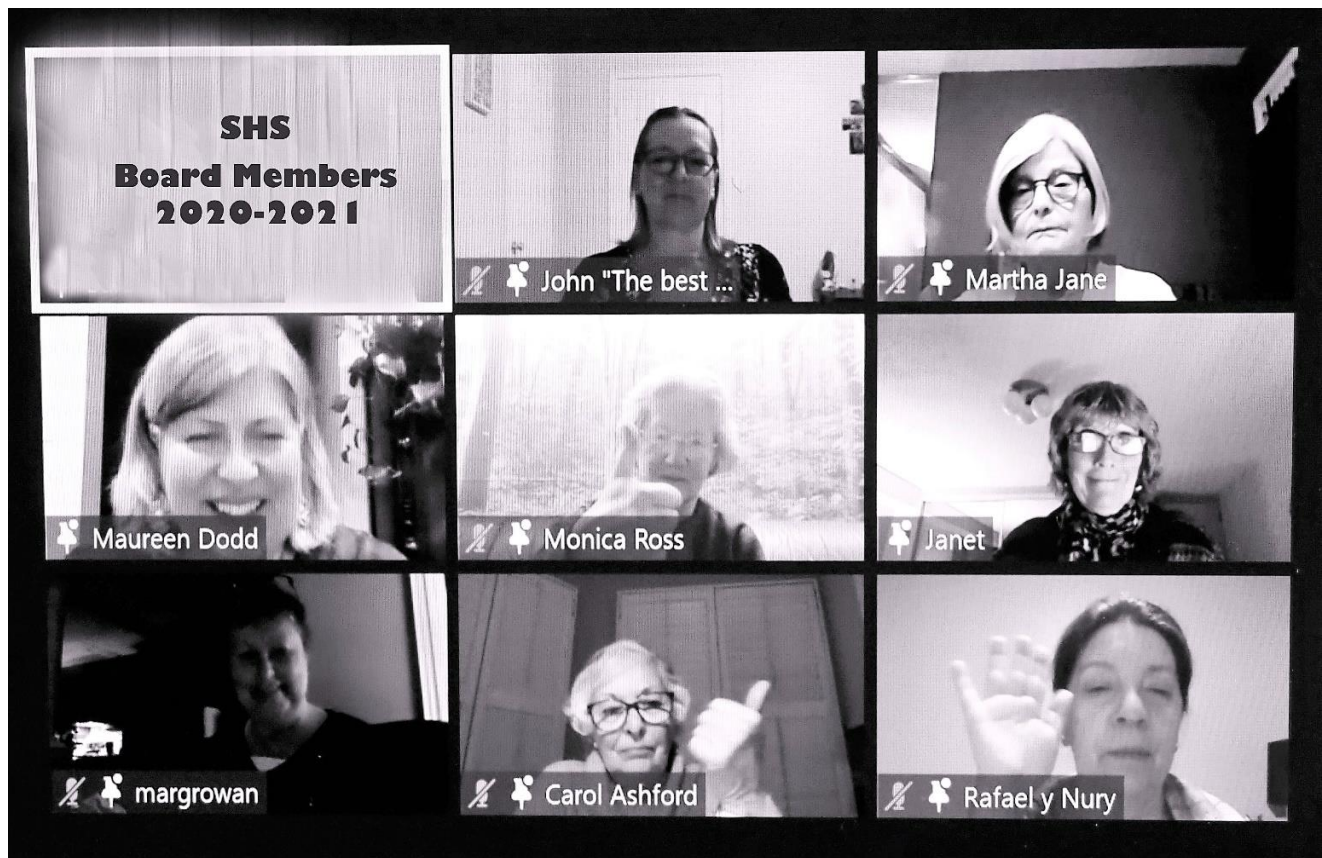 SHS
Board Members
2020-2021
John "The best ...
Martha Jane
Maureen Dodd
Monica Ross
Janet
margrowan
Carol Ashford
Rafael y Nury